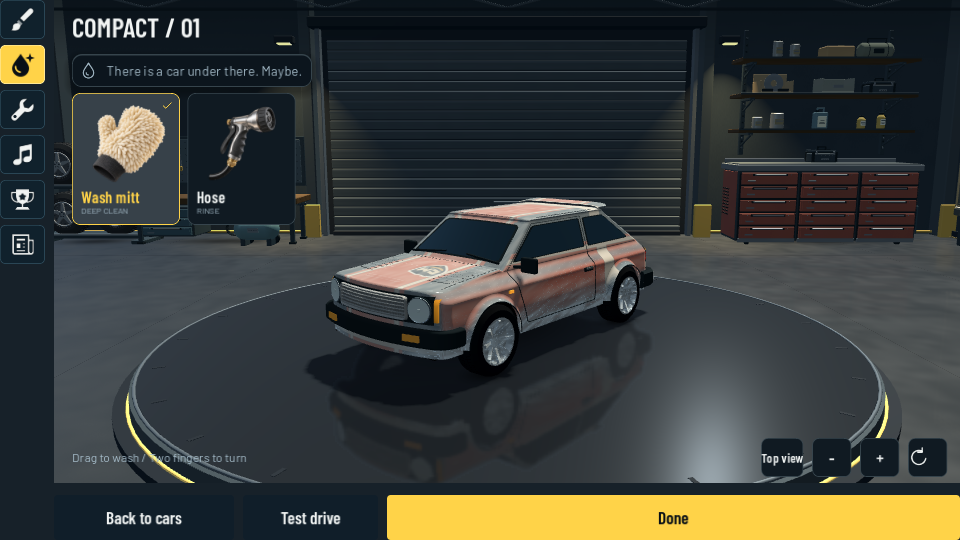 COMPACT / 01
There is a car under there. Maybe.
Wash mitt
DEEP CLEAN
Hose
RINSE
Drag to wash / Two fingers to turn
Top view
-
+
Back to cars
Test drive
Done